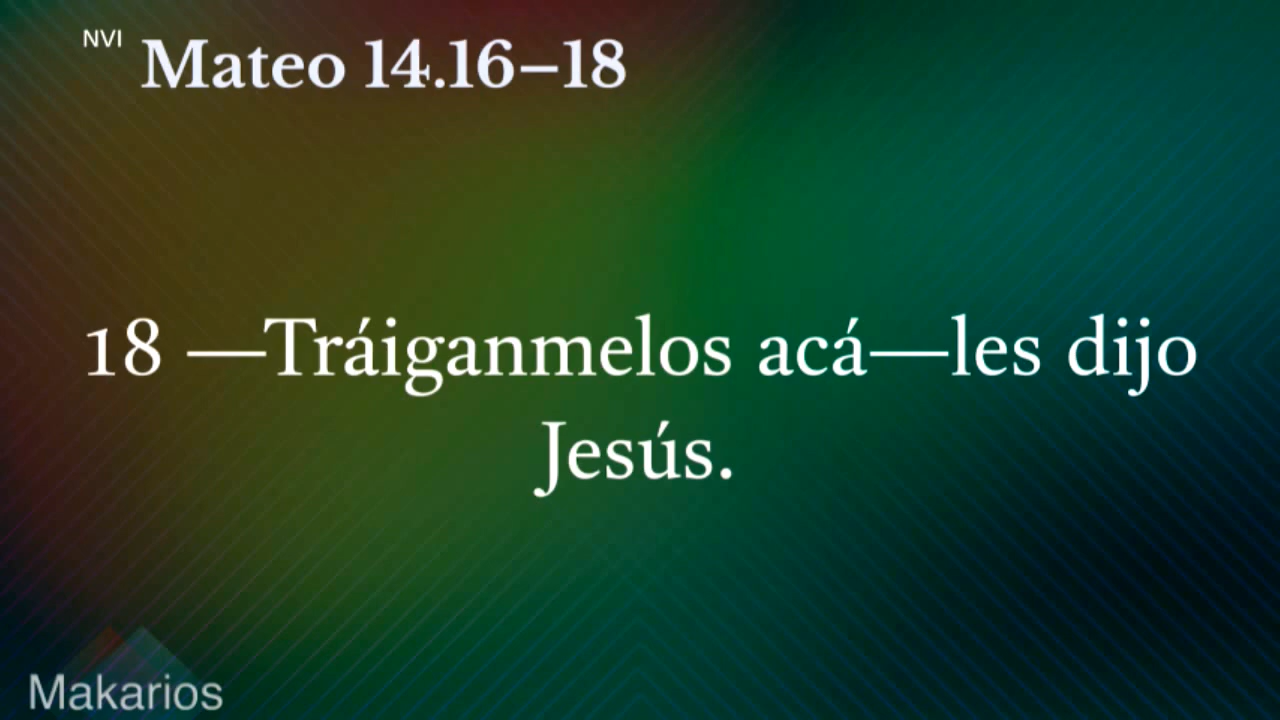 NVI
Mateo 14.16–18
18 —Tráiganmelos acá—les dijo
Jesús.
Makarios